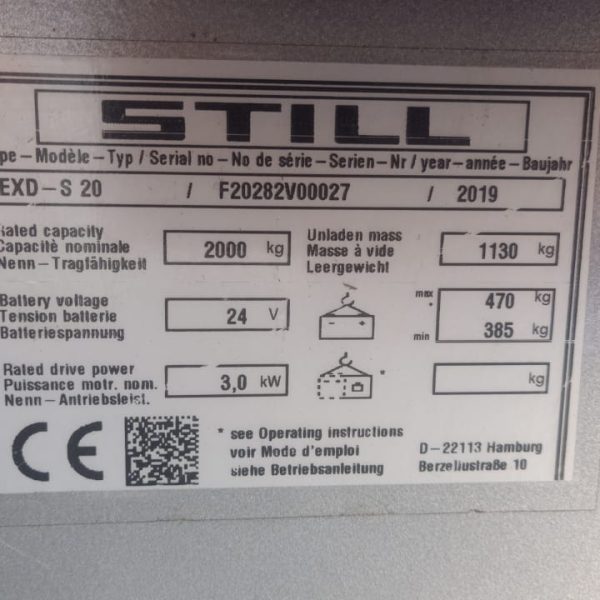 STILL
pe – Modèle – Typ / Serial no – No de série – Serien – Nr / year – année – Baujahr
EXD – S 20 / F20282V00027 / 2019
Rated capacity
Capacitè nominale
Nenn – Tragfähigkeit
2000 kg
Unladen mass
Masse à vide
Leergewicht
1130 kg
Battery voltage
Tension batterie
Batteriespannung
24 V
max 470 kg
*
min 385 kg
Rated drive power
Puissance motr. nom.
Nenn – Antriebsleist.
3,0 kW
*
kg
CE
* see Operating instructions
voir Mode d'emploi
siehe Betriebsanleitung
D – 22113 Hamburg
Berzeliustraße 10